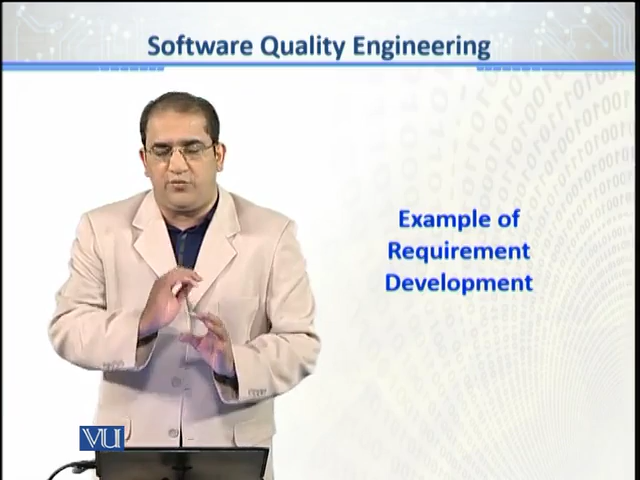 Software Quality Engineering
Example of
Requirement
Development
VU